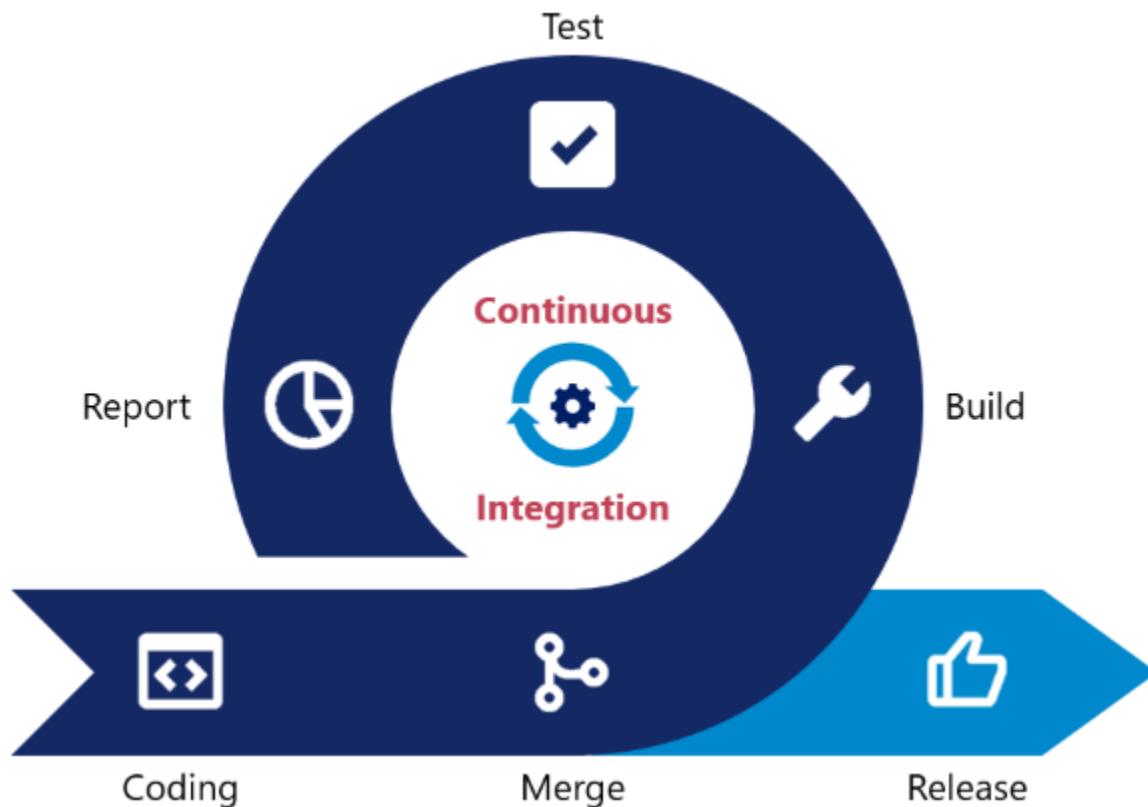 Test
Continuous
Report
Build
Integration
Coding
Merge
Release